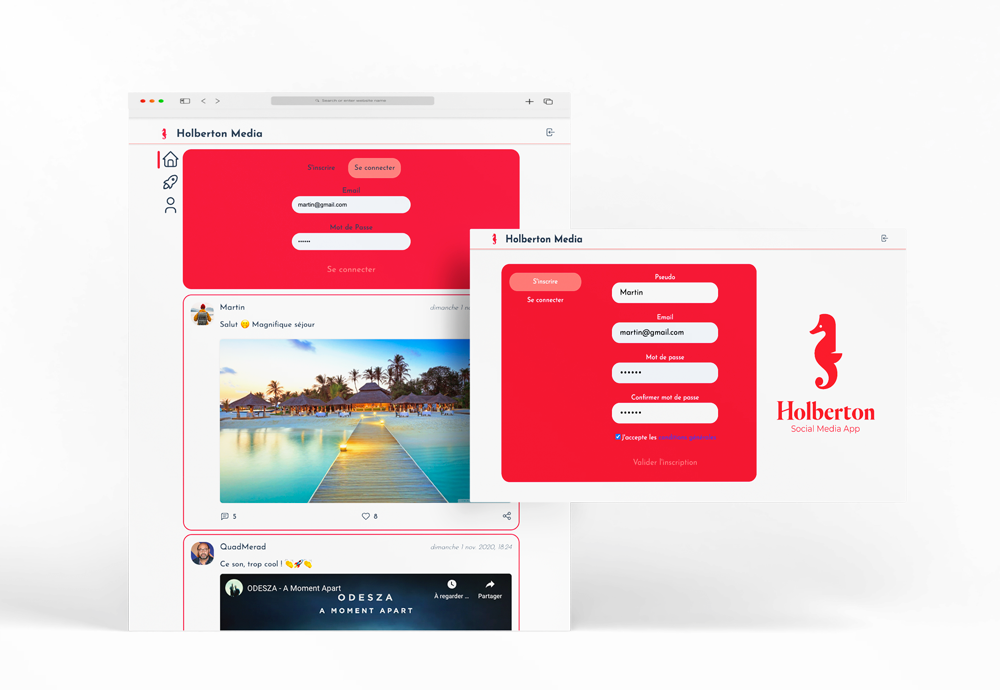 Search or enter website name
Holberton Media
S'inscrire
Se connecter
Email
martin@gmail.com
Mot de Passe
••••••
Se connecter
Martin
dimanche 1 n
Salut 😋 Magnifique séjour
5
8
QuadMerad
dimanche 1 nov. 2020, 18:24
Ce son, trop cool ! 👏🚀👏
ODESZA - A Moment Apart
À regarder ...
Partager
ODESZA
A MOMENT APART
Holberton Media
S'inscrire
Se connecter
Pseudo
Martin
Email
martin@gmail.com
Mot de passe
••••••
Confirmer mot de passe
••••••
J'accepte les
Valider l'inscription
Holberton
Social Media App